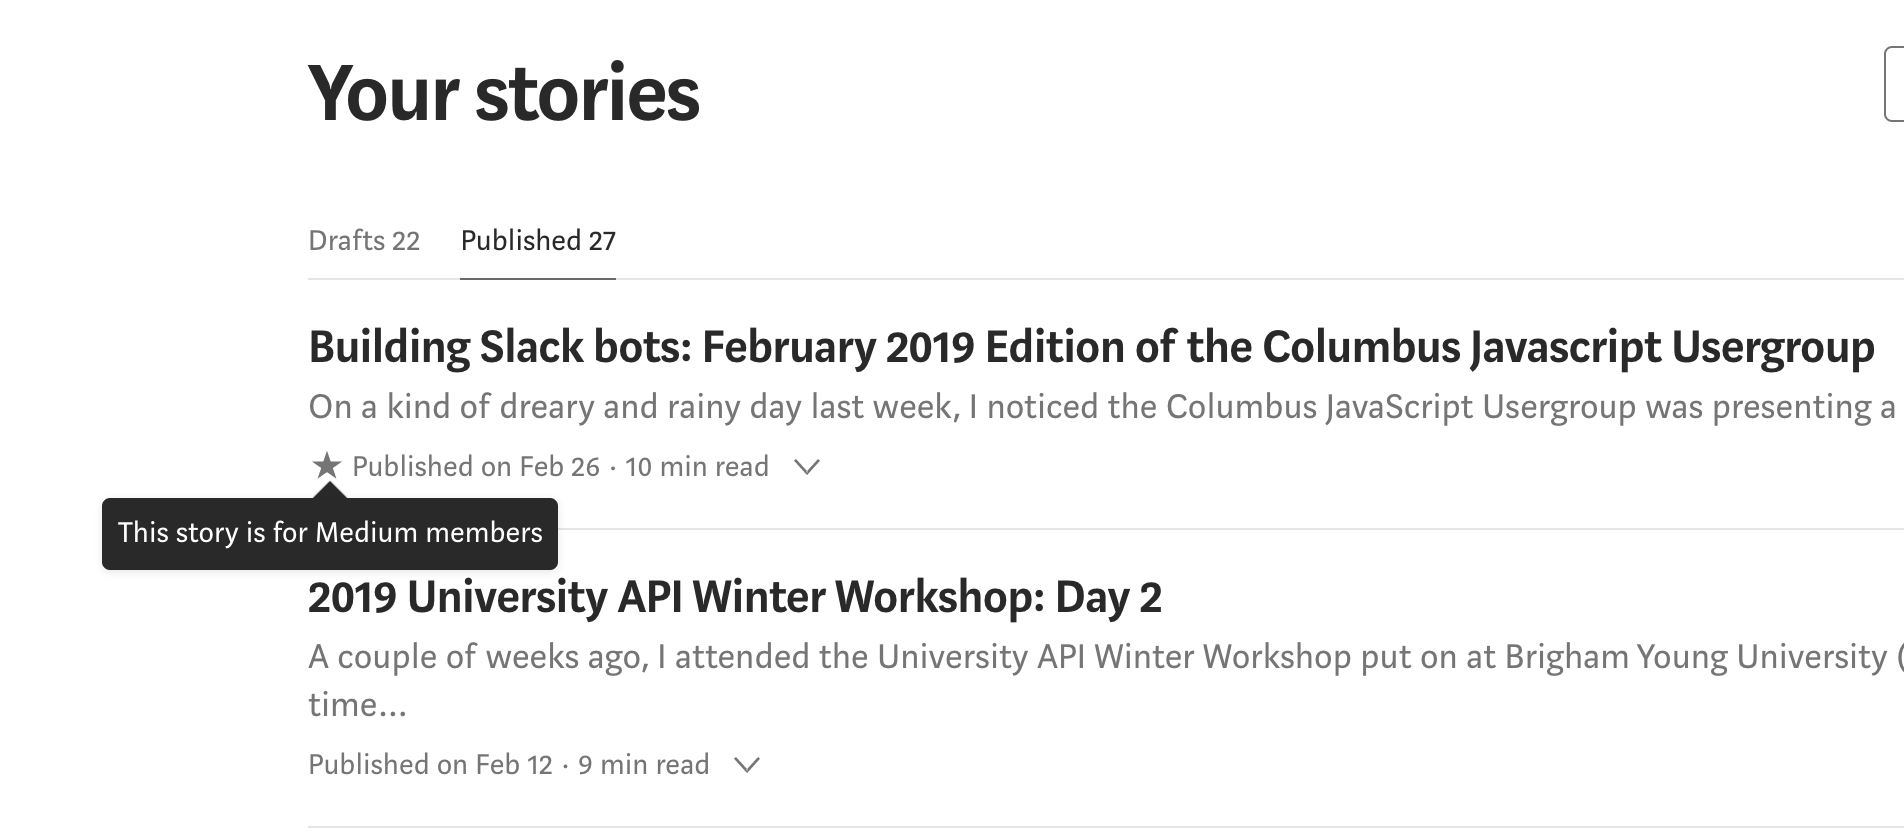 Your stories
Drafts 22 Published 27
Building Slack bots: February 2019 Edition of the Columbus Javascript Usergroup
On a kind of dreary and rainy day last week, I noticed the Columbus JavaScript Usergroup was presenting a
★ Published on Feb 26 · 10 min read
This story is for Medium members
2019 University API Winter Workshop: Day 2
A couple of weeks ago, I attended the University API Winter Workshop put on at Brigham Young University (
time...
Published on Feb 12 · 9 min read